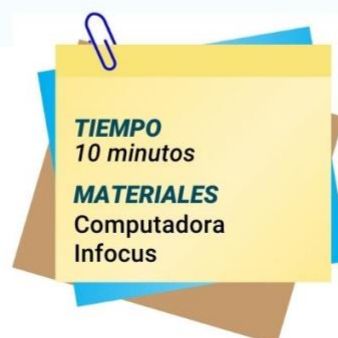 TIEMPO
10 minutos
MATERIALES
Computadora
Infocus